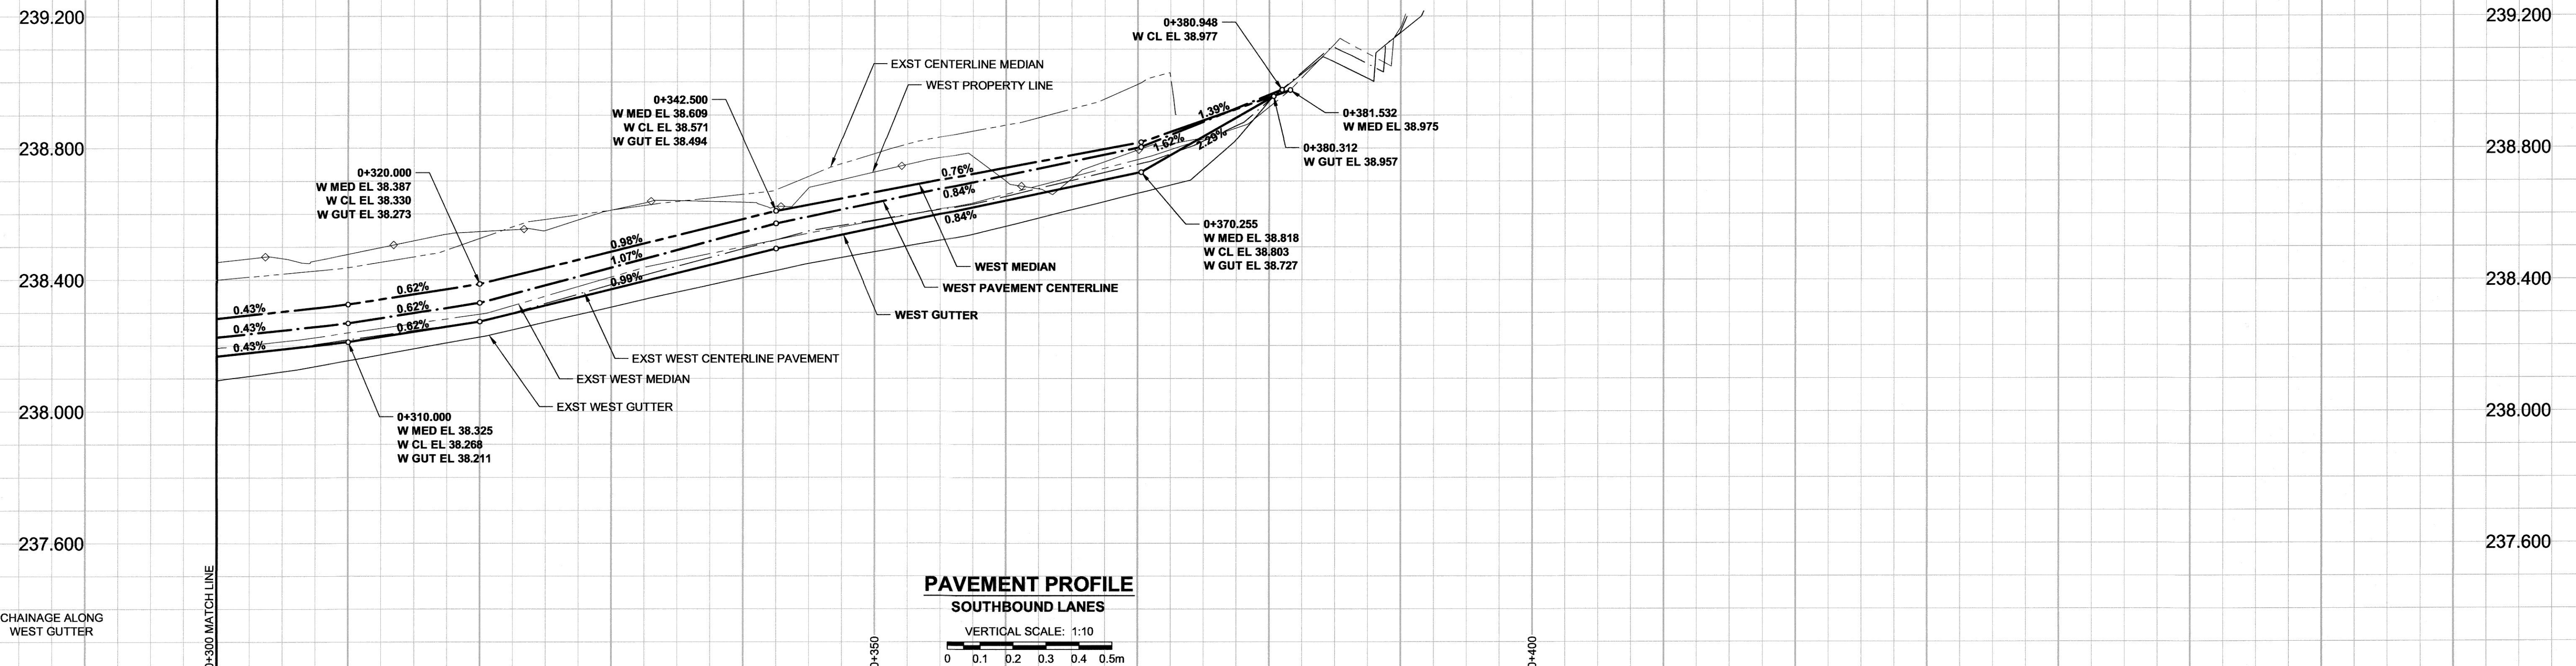 239.200
239.200
0+380.948
W CL EL 38.977
EXST CENTERLINE MEDIAN
WEST PROPERTY LINE
0+342.500
W MED EL 38.609
W CL EL 38.571
W GUT EL 38.494
1.39%
0+381.532
W MED EL 38.975
1.62%
2.29%
0+380.312
W GUT EL 38.957
238.800
238.800
0+320.000
W MED EL 38.387
W CL EL 38.330
W GUT EL 38.273
0.76%
0.84%
0.84%
0+370.255
W MED EL 38.818
W CL EL 38.803
W GUT EL 38.727
0.98%
1.07%
0.99%
WEST MEDIAN
238.400
238.400
0.62%
0.62%
0.62%
WEST PAVEMENT CENTERLINE
0.43%
0.43%
0.43%
WEST GUTTER
EXST WEST CENTERLINE PAVEMENT
EXST WEST MEDIAN
EXST WEST GUTTER
238.000
238.000
0+310.000
W MED EL 38.325
W CL EL 38.268
W GUT EL 38.211
237.600
237.600
PAVEMENT PROFILE
SOUTHBOUND LANES
VERTICAL SCALE: 1:10
0 0.1 0.2 0.3 0.4 0.5m
CHAINAGE ALONG
WEST GUTTER
0+300 MATCH LINE
0+350
0+400